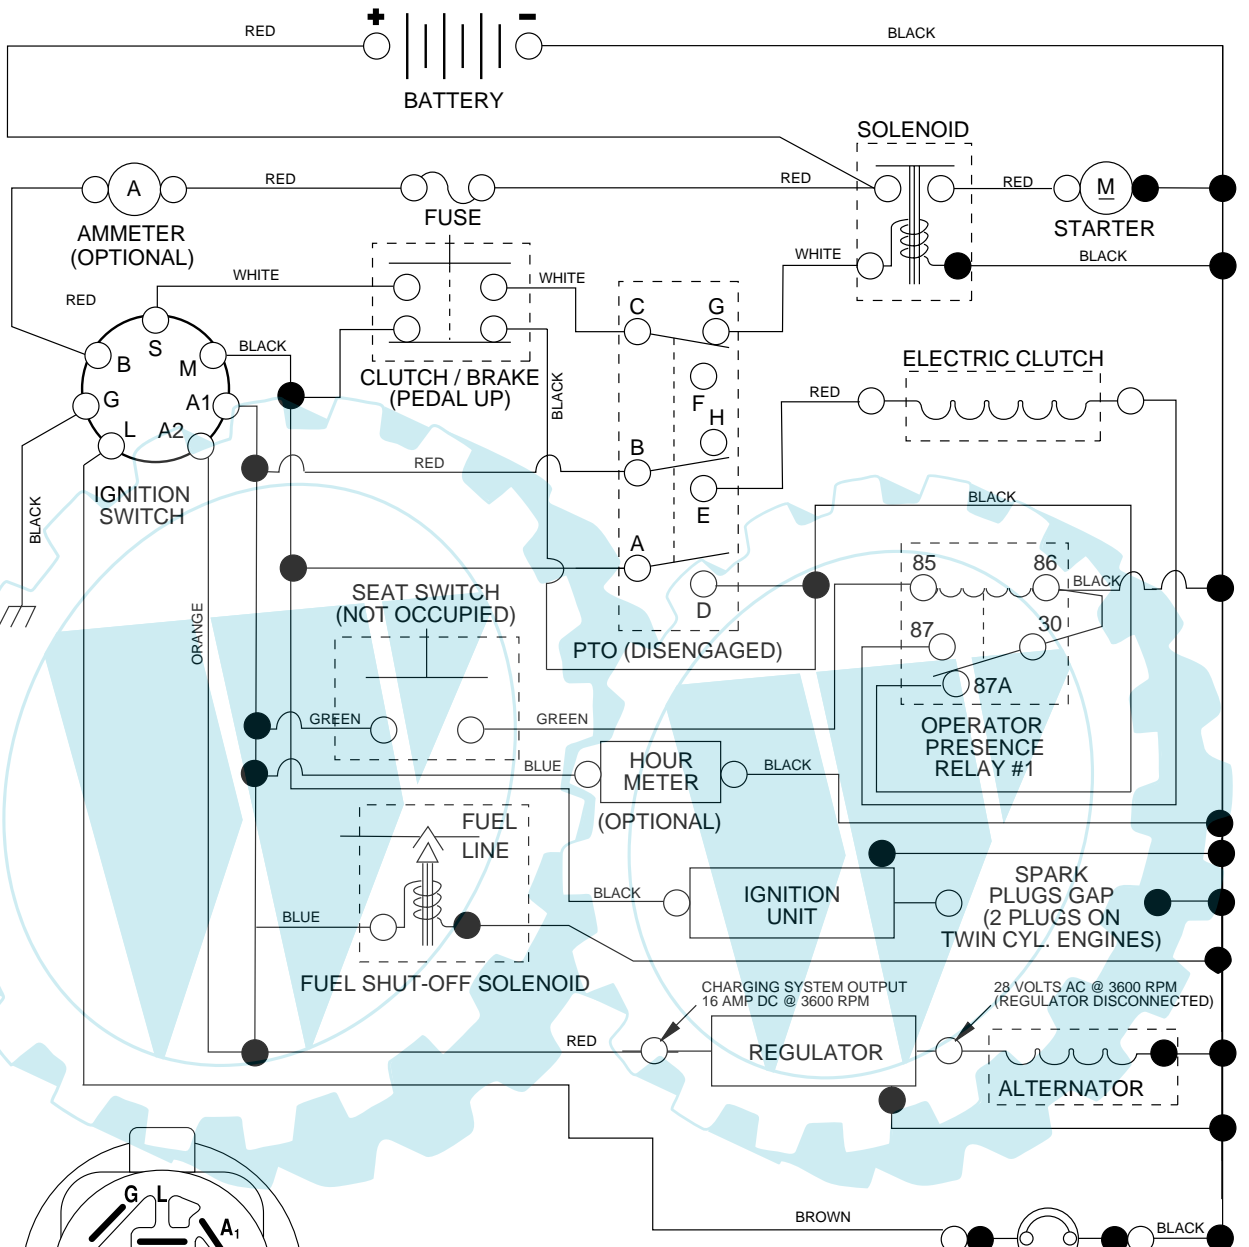 + -
RED
BLACK
BATTERY
SOLENOID
A
RED
RED
RED
M
AMMETER
(OPTIONAL)
FUSE
STARTER
WHITE
WHITE
WHITE
BLACK
RED
S
B
M
BLACK
G
A1
L
A2
CLUTCH / BRAKE
(PEDAL UP)
BLACK
C
G
F
H
B
E
A
D
ELECTRIC CLUTCH
RED
RED
IGNITION
SWITCH
BLACK
ORANGE
BLACK
SEAT SWITCH
(NOT OCCUPIED)
PTO (DISENGAGED)
85
86
BLACK
87
30
87A
OPERATOR
PRESENCE
RELAY #1
GREEN
GREEN
BLUE
HOUR
METER
BLACK
(OPTIONAL)
FUEL
LINE
BLUE
FUEL SHUT-OFF SOLENOID
BLACK
IGNITION
UNIT
SPARK
PLUGS GAP
(2 PLUGS ON
TWIN CYL. ENGINES)
CHARGING SYSTEM OUTPUT
16 AMP DC @ 3600 RPM
28 VOLTS AC @ 3600 RPM
(REGULATOR DISCONNECTED)
RED
REGULATOR
ALTERNATOR
G L
A1
BROWN
BLACK